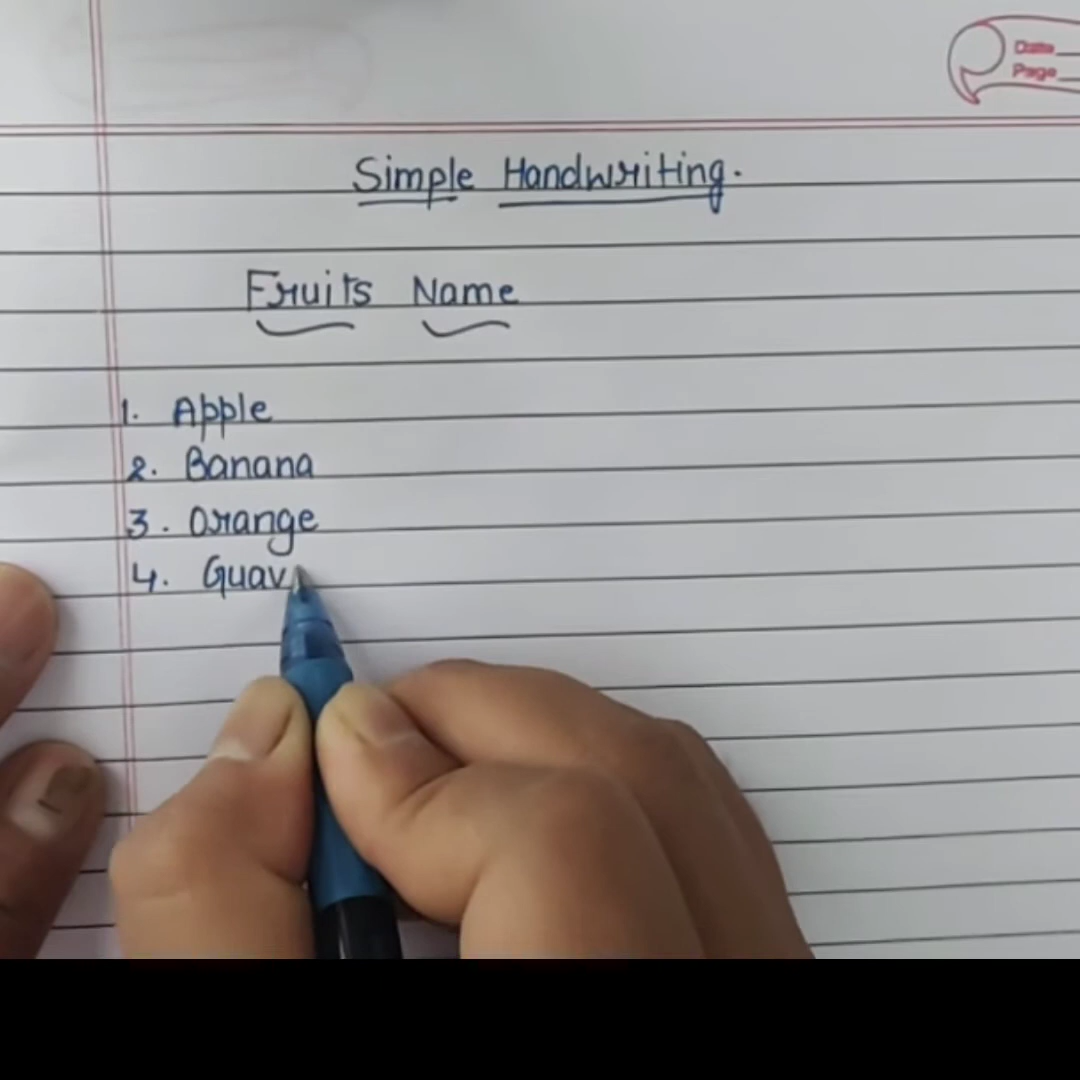 Date
Page
Simple Handwriting.
Fruits Name
1. Apple
2. Banana
3. Orange
4. Guav